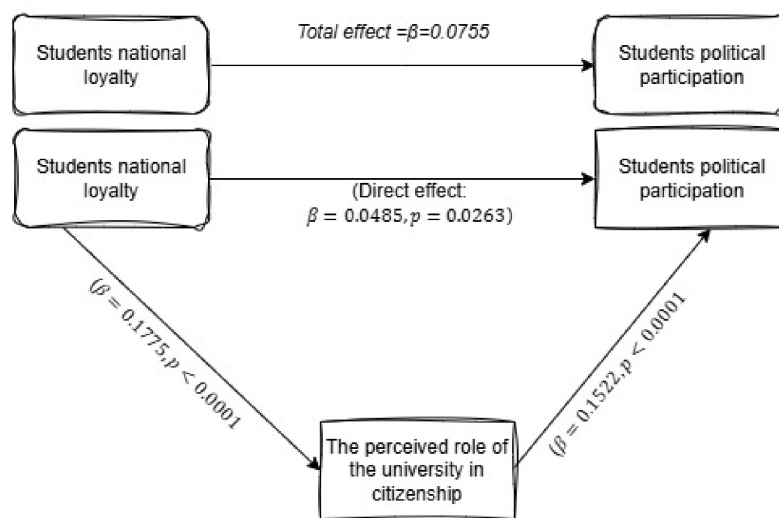 Total effect =β=0.0755
Students national
loyalty
Students political
participation
Students national
loyalty
Students political
participation
(Direct effect:
β = 0.0485, p = 0.0263)
(β = 0.1775, p < 0.0001
(β = 0.1522, p < 0.0001
The perceived role of
the university in
citizenship